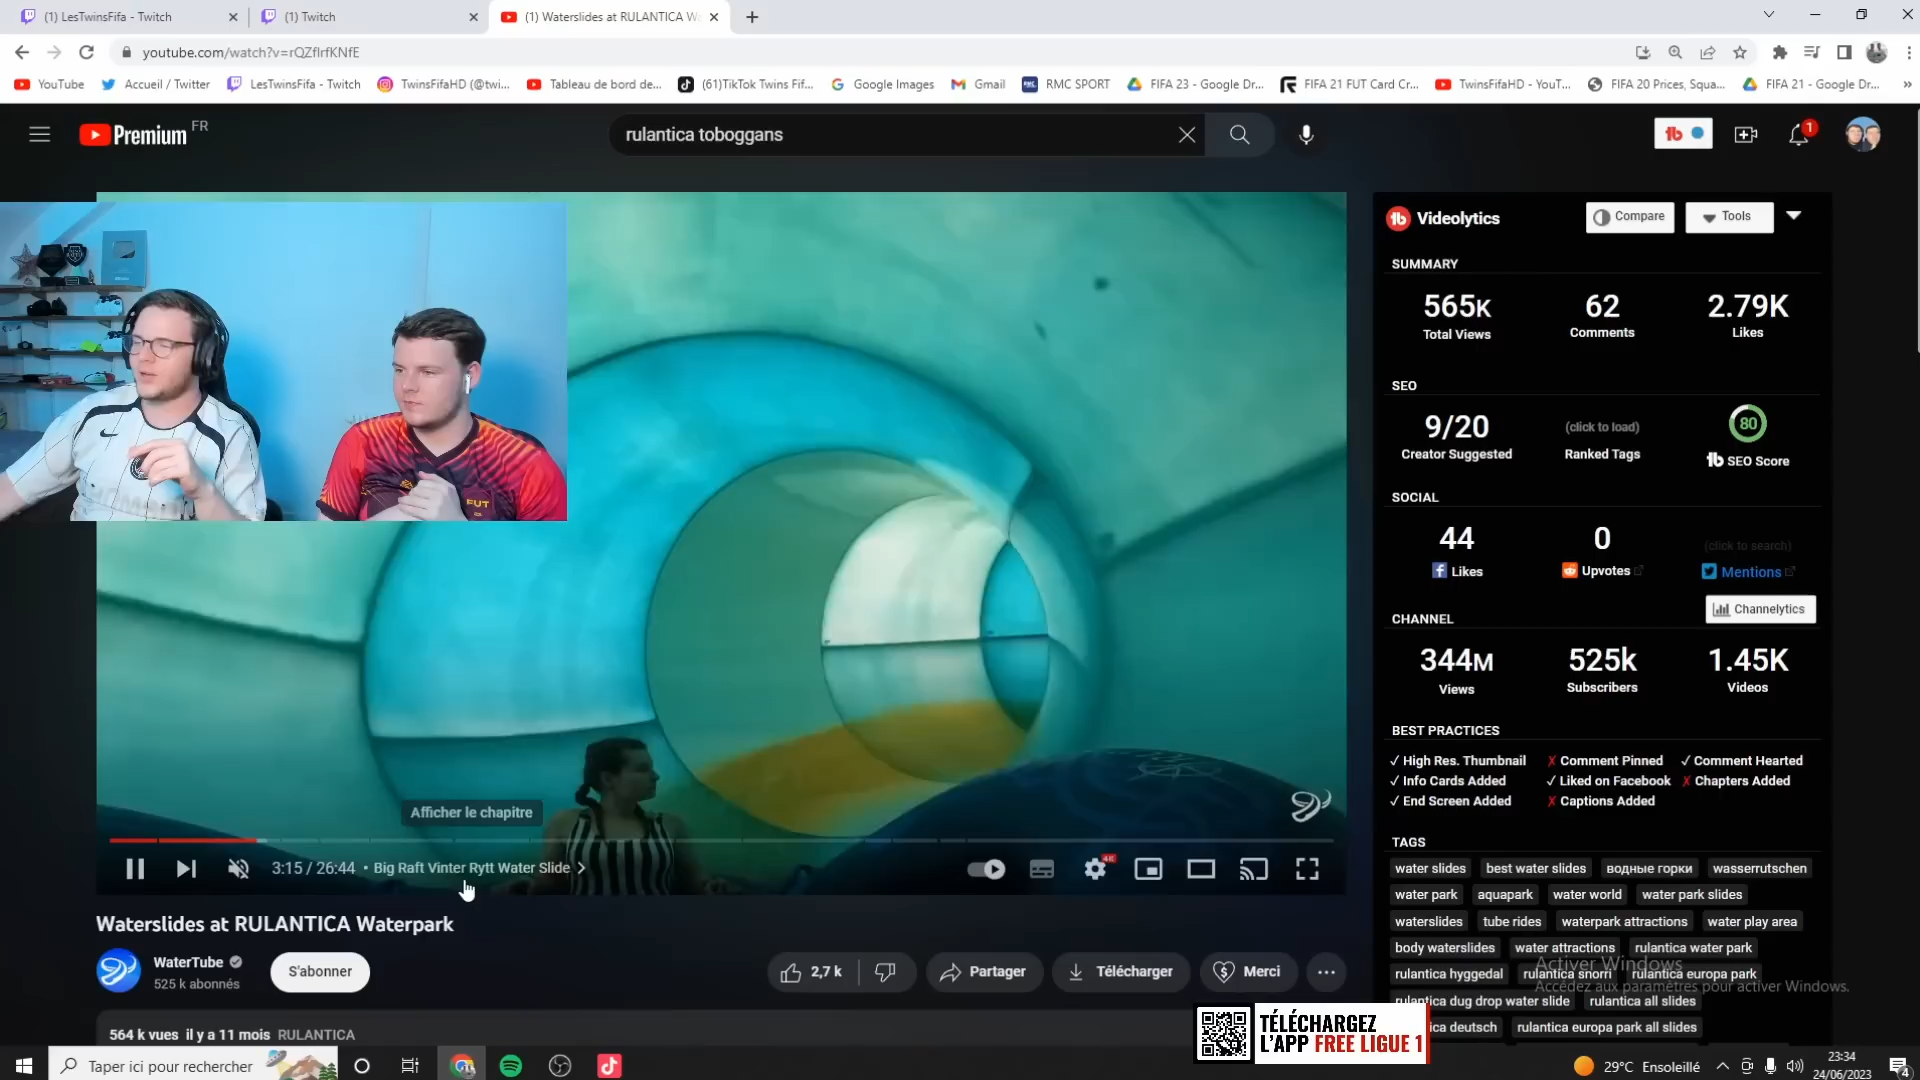 (1) LesTwinsFifa - Twitch
(1) Twitch
(1) Waterslides at RULANTICA W
youtube.com/watch?v=rQZfIrfKNfE
YouTube
Accueil / Twitter
LesTwinsFifa - Twitch
TwinsFifaHD (@twi...
Tableau de bord de...
(61)TikTok Twins Fif...
Google Images
Gmail
RMC SPORT
FIFA 23 - Google Dr...
FIFA 21 FUT Card Cr...
TwinsFifaHD - YouT...
FIFA 20 Prices, Squa...
FIFA 21 - Google Dr...
Premium FR
rulantica toboggans
1
Videolytics
Compare
Tools
SUMMARY
565K 62 2.79K
Total Views Comments Likes
SEO
9/20 (click to load) 80
Creator Suggested Ranked Tags tb SEO Score
SOCIAL
44 0 (click to search)
Likes Upvotes Mentions
Channelytics
CHANNEL
344M 525k 1.45K
Views Subscribers Videos
BEST PRACTICES
✓ High Res. Thumbnail ✗ Comment Pinned ✓ Comment Hearted
✓ Info Cards Added ✓ Liked on Facebook ✗ Chapters Added
✓ End Screen Added ✗ Captions Added
TAGS
water slides best water slides водные горки wasserrutschen
water park aquapark water world water park slides
waterslides tube rides waterpark attractions water play area
body waterslides water attractions rulantica water park
rulantica hyggedal rulantica snorri rulantica europa park
rulantica dug drop water slide rulantica all slides
ica deutsch rulantica europa park all slides
Activer Windows
Accédez aux paramètres pour activer Windows.
FUT
Afficher le chapitre
3:15 / 26:44 • Big Raft Vinter Rytt Water Slide >
4K
Waterslides at RULANTICA Waterpark
WaterTube
525 k abonnés
S'abonner
2,7 k
Partager
Télécharger
Merci
564 k vues il y a 11 mois RULANTICA
TÉLÉCHARGEZ
L'APP FREE LIGUE 1
Taper ici pour rechercher
29°C Ensoleillé
23:34
24/06/2023
4